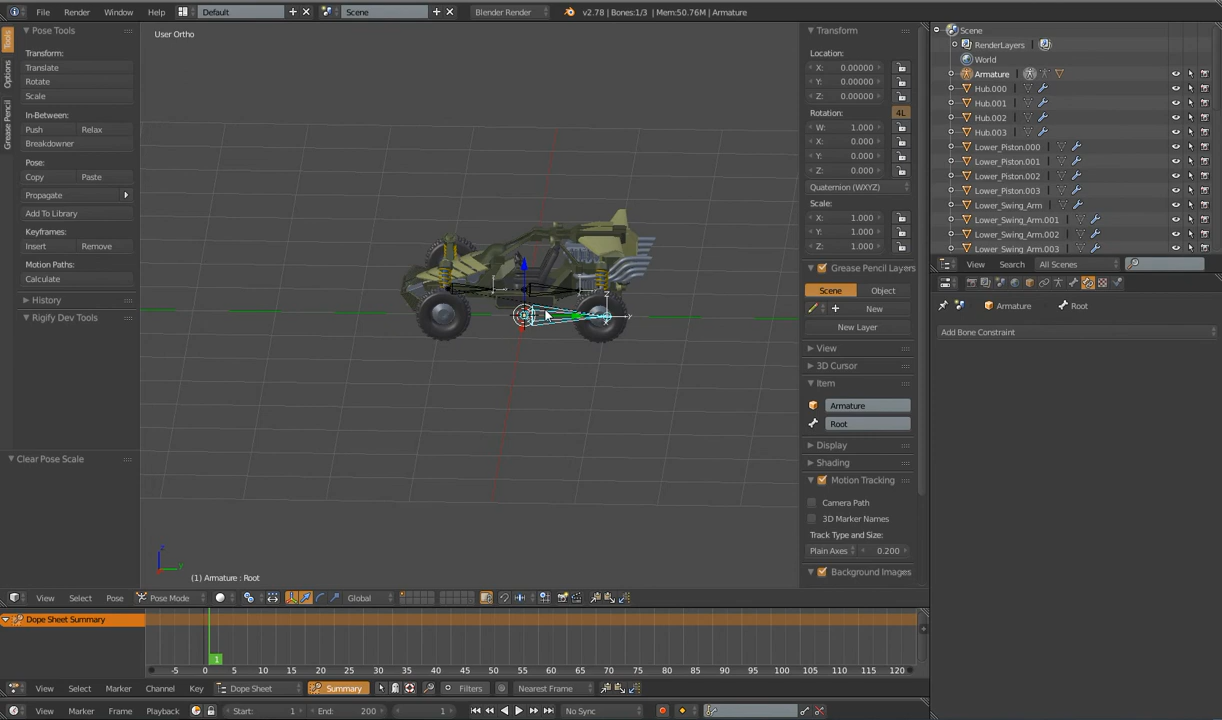 File Render Window Help Default Scene Blender Render v2.78 | Bones:1/3 | Mem:50.76M | Armature
Tools
Options
Grease Pencil
Pose Tools
Transform:
Translate
Rotate
Scale
In-Between:
Push Relax
Breakdowner
Pose:
Copy Paste
Propagate
Add To Library
Keyframes:
Insert Remove
Motion Paths:
Calculate
History
Rigify Dev Tools
Clear Pose Scale
User Ortho
Z
Y
(1) Armature : Root
Transform
Location:
X: 0.00000
Y: 0.00000
Z: 0.00000
Rotation: 4L
W: 1.000
X: 0.000
Y: 0.000
Z: 0.000
Quaternion (WXYZ)
Scale:
X: 1.000
Y: 1.000
Z: 1.000
Grease Pencil Layers
Scene Object
New
New Layer
View
3D Cursor
Item
Armature
Root
Display
Shading
Motion Tracking
Camera Path
3D Marker Names
Track Type and Size:
Plain Axes 0.200
Background Images
Scene
RenderLayers
World
Armature
Hub.000
Hub.001
Hub.002
Hub.003
Lower_Piston.000
Lower_Piston.001
Lower_Piston.002
Lower_Piston.003
Lower_Swing_Arm
Lower_Swing_Arm.001
Lower_Swing_Arm.002
Lower_Swing_Arm.003
View Search All Scenes
Armature Root
Add Bone Constraint
View Select Pose Pose Mode Global
Dope Sheet Summary
1
-5 0 5 10 15 20 25 30 35 40 45 50 55 60 65 70 75 80 85 90 95 100 105 110 115 120
View Select Marker Channel Key Dope Sheet Summary Filters Nearest Frame
View Marker Frame Playback Start: 1 End: 200 1 No Sync